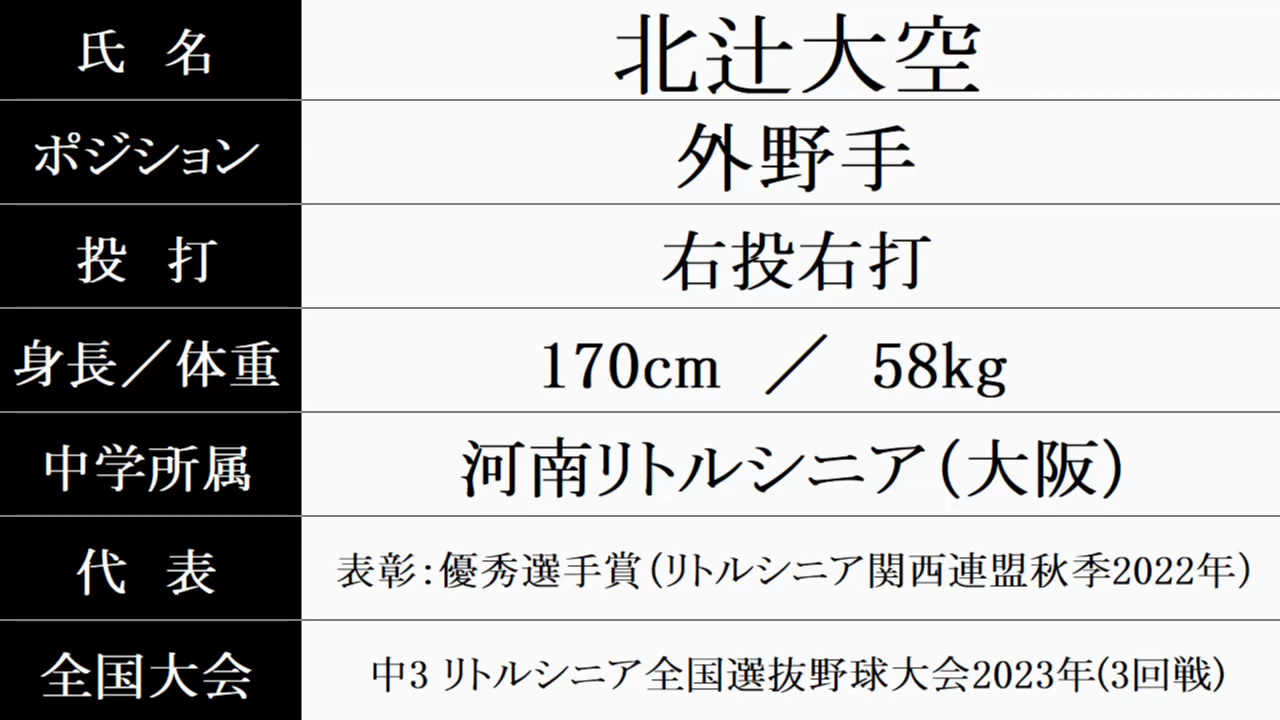 氏 名 北辻大空
ポジション 外野手
投 打 右投右打
身長／体重 170cm ／ 58kg
中学所属 河南リトルシニア(大阪)
代 表 表彰:優秀選手賞(リトルシニア関西連盟秋季2022年)
全国大会 中3 リトルシニア全国選抜野球大会2023年(3回戦)